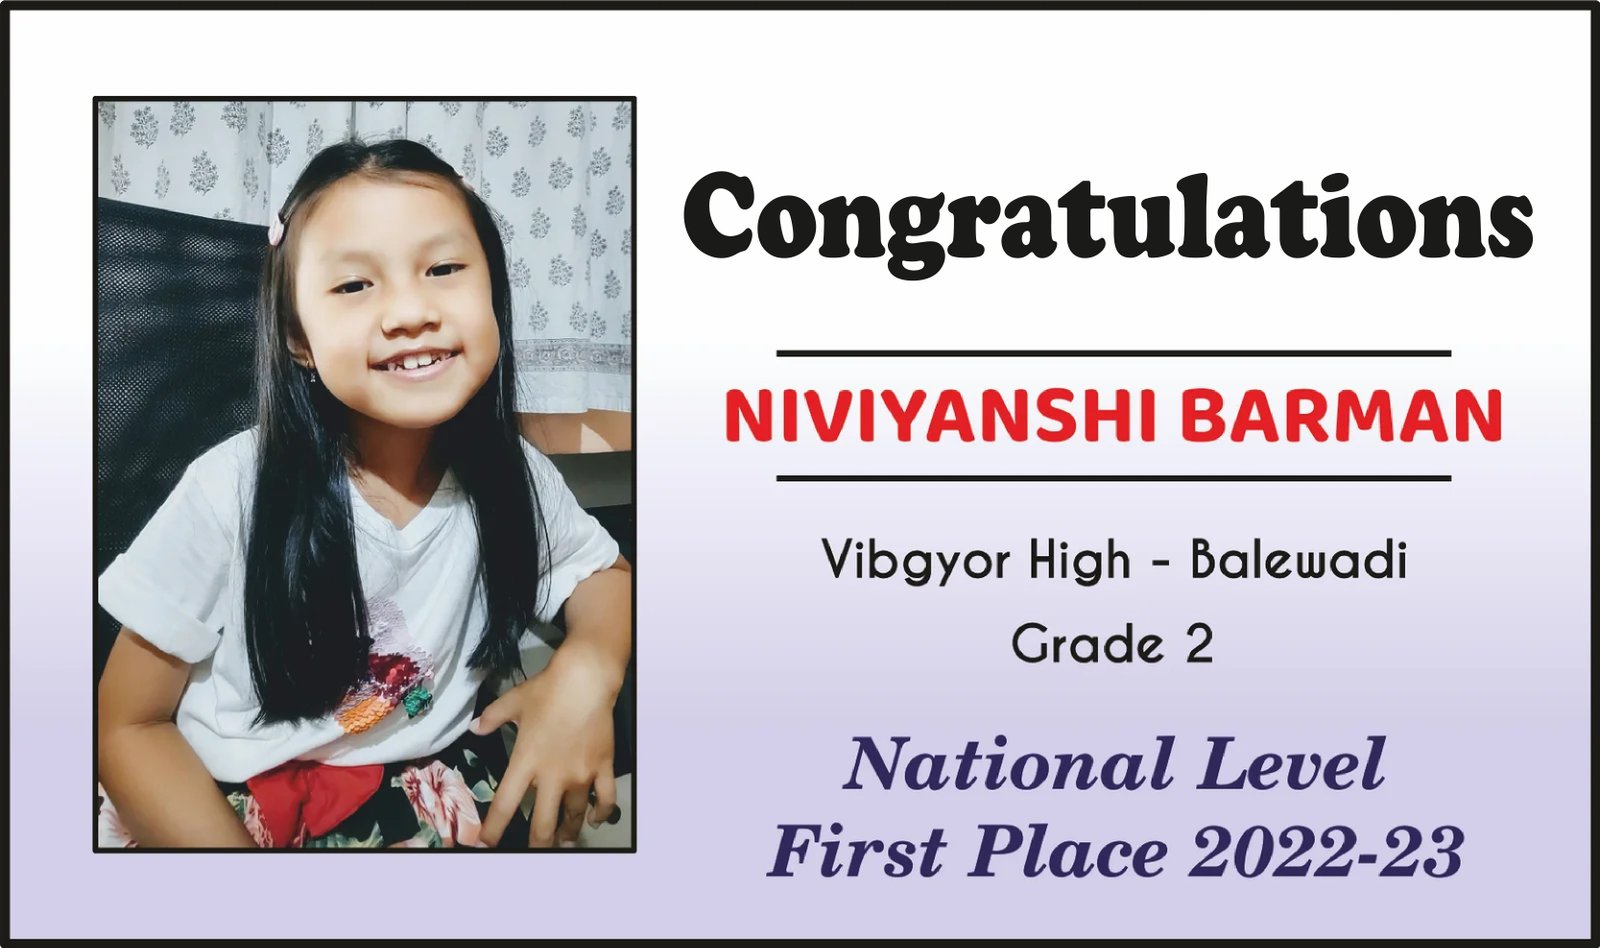 Congratulations
NIVIYANSHI BARMAN
Vibgyor High - Balewadi
Grade 2
National Level
First Place 2022-23